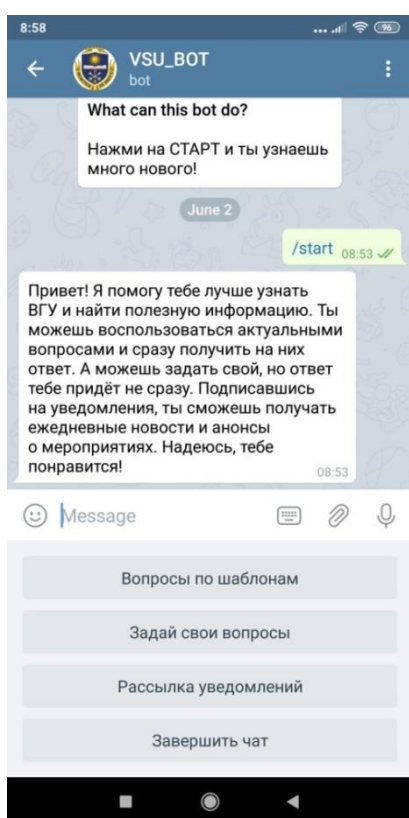 8:58
96
VSU_BOT
bot
What can this bot do?
Нажми на СТАРТ и ты узнаешь
много нового!
June 2
/start 08:53
Привет! Я помогу тебе лучше узнать
ВГУ и найти полезную информацию. Ты
можешь воспользоваться актуальными
вопросами и сразу получить на них
ответ. А можешь задать свой, но ответ
тебе придёт не сразу. Подписавшись
на уведомления, ты сможешь получать
ежедневные новости и анонсы
о мероприятиях. Надеюсь, тебе
понравится! 08:53
Message
Вопросы по шаблонам
Задай свои вопросы
Рассылка уведомлений
Завершить чат